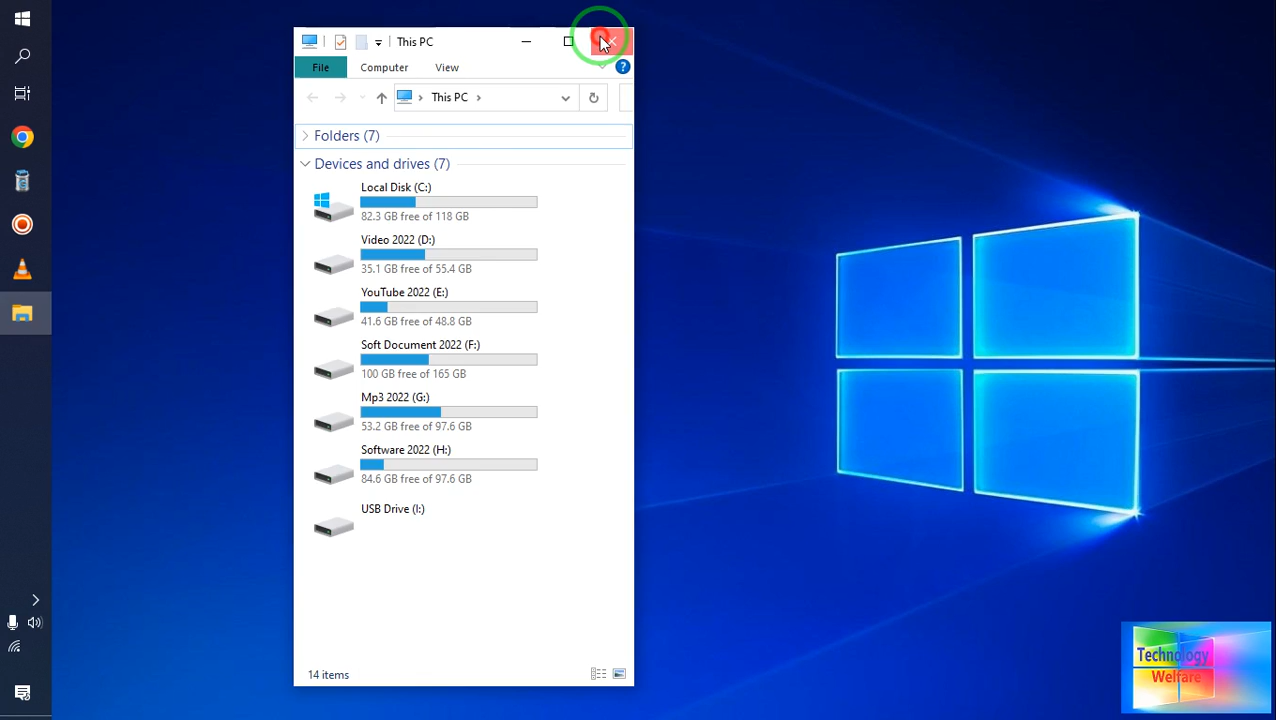 This PC
File Computer View
This PC
Folders (7)
Devices and drives (7)
Local Disk (C:)
82.3 GB free of 118 GB
Video 2022 (D:)
35.1 GB free of 55.4 GB
YouTube 2022 (E:)
41.6 GB free of 48.8 GB
Soft Document 2022 (F:)
100 GB free of 165 GB
Mp3 2022 (G:)
53.2 GB free of 97.6 GB
Software 2022 (H:)
84.6 GB free of 97.6 GB
USB Drive (I:)
14 items
Technology
Welfare